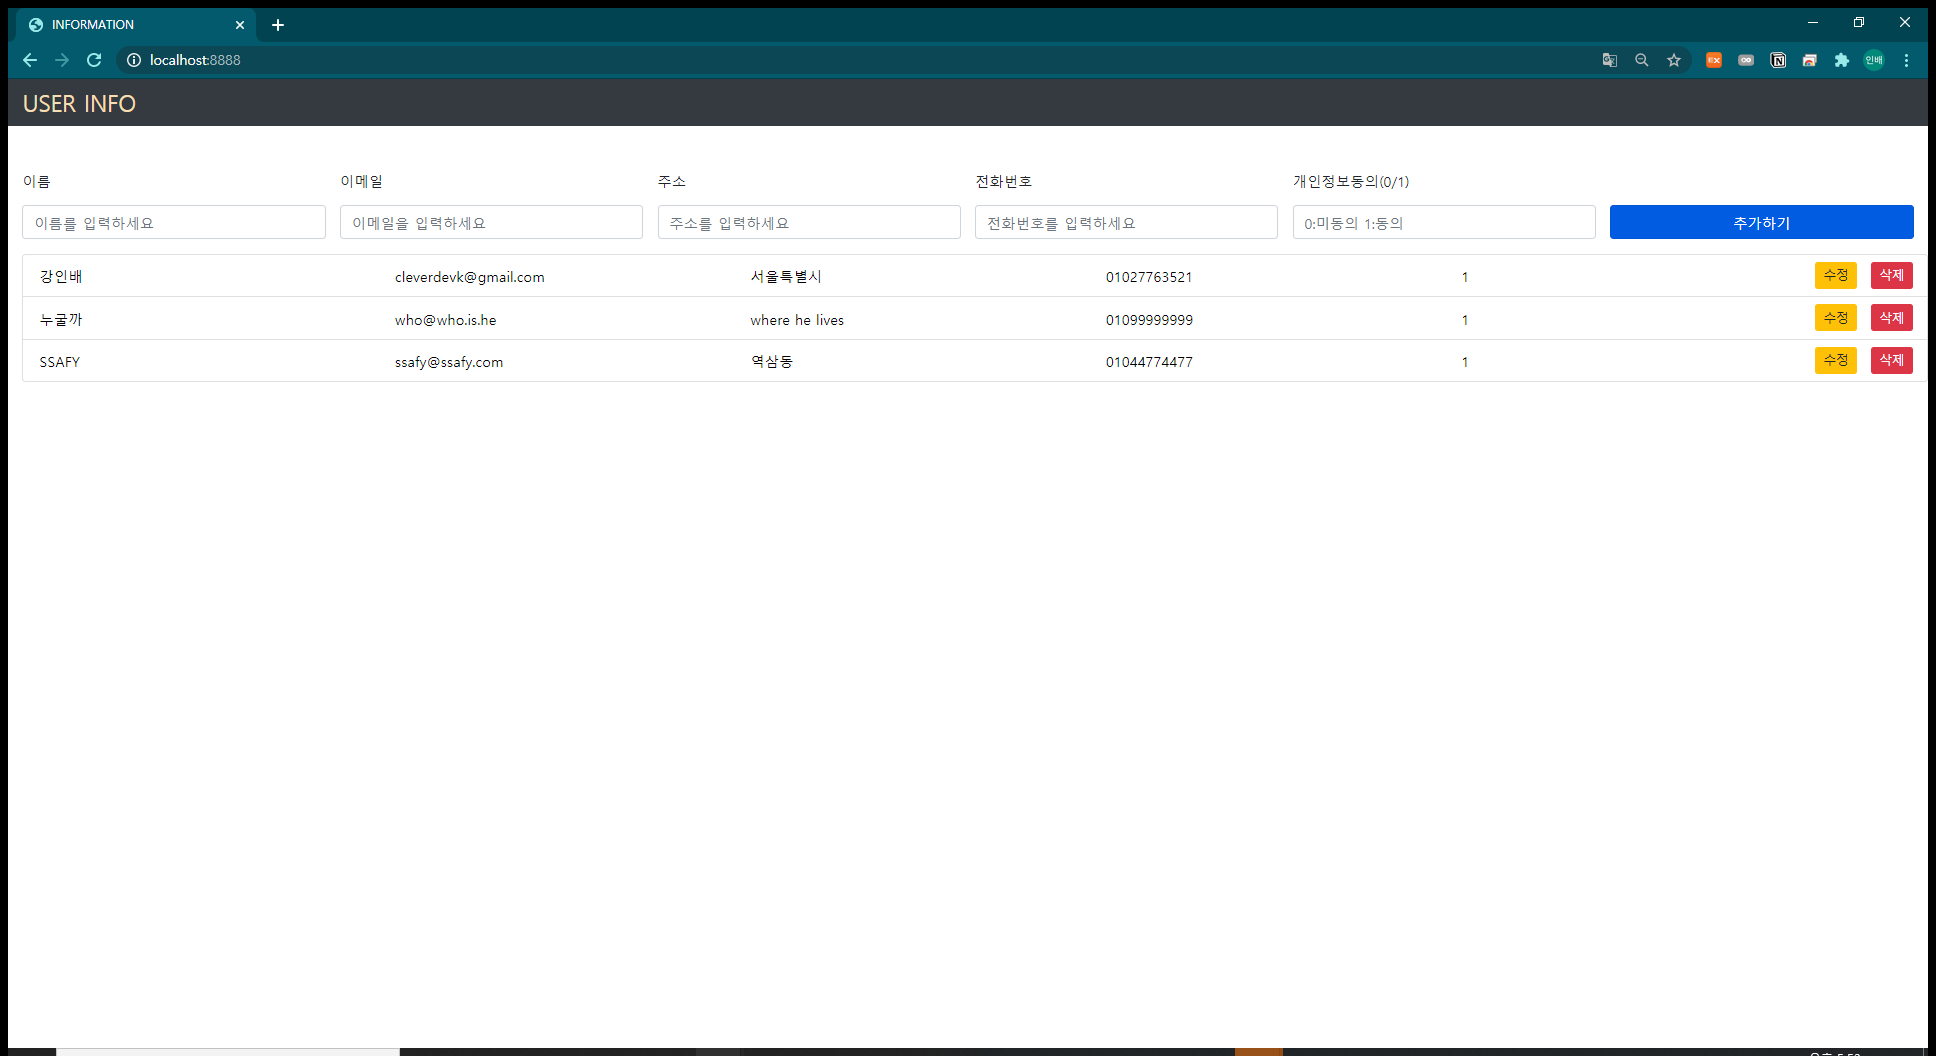 INFORMATION
localhost:8888
EX
인배
USER INFO
이름 이메일 주소 전화번호 개인정보동의(0/1)
이름를 입력하세요 이메일을 입력하세요 주소를 입력하세요 전화번호를 입력하세요 0:미동의 1:동의 추가하기
강인배 cleverdevk@gmail.com 서울특별시 01027763521 1 수정 삭제
누굴까 who@who.is.he where he lives 01099999999 1 수정 삭제
SSAFY ssafy@ssafy.com 역삼동 01044774477 1 수정 삭제